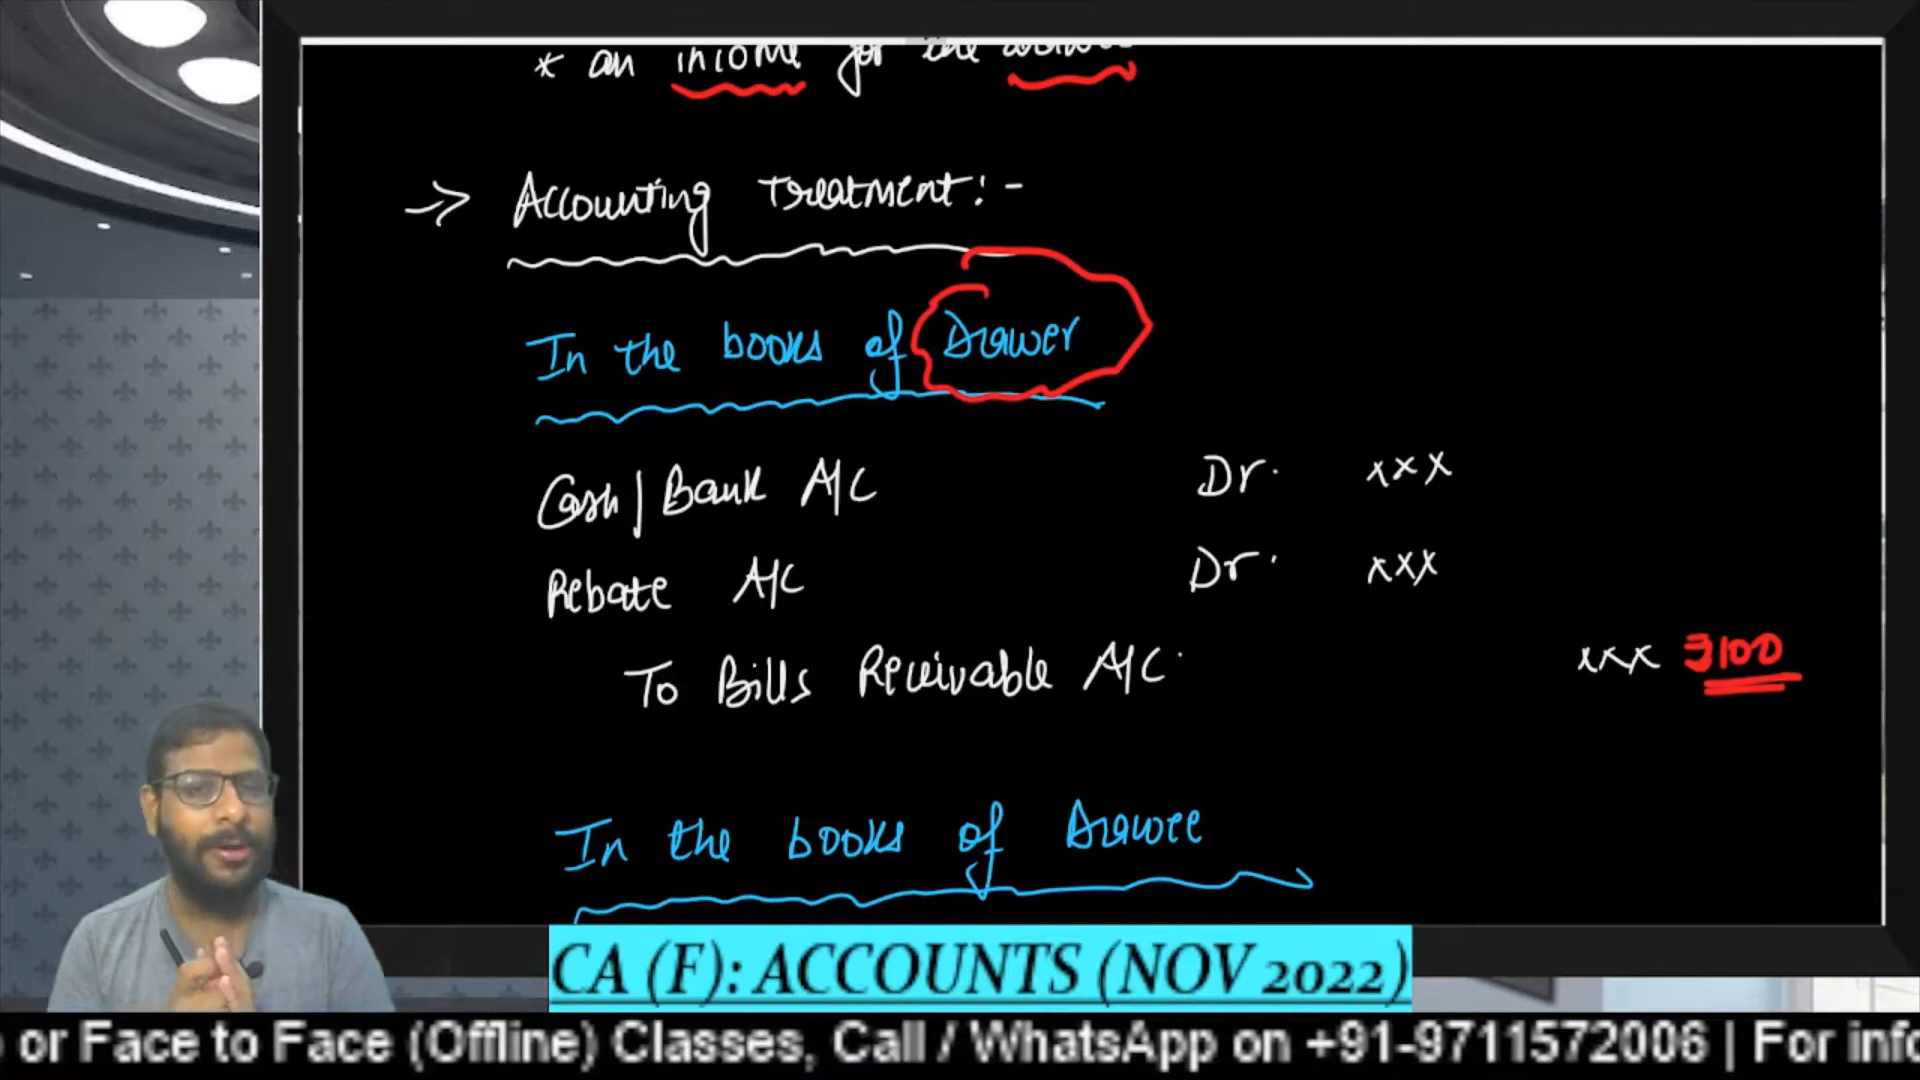 * an income for the
-> Accounting Treatment:-
In the books of Drawer
Cash/Bank A/C Dr. xxx
Rebate A/C Dr. xxx
To Bills Receivable A/C. xxx 3100
In the books of Drawee
CA (F): ACCOUNTS (NOV 2022)
or Face to Face (Offline) Classes, Call / WhatsApp on +91-9711572006 | For info